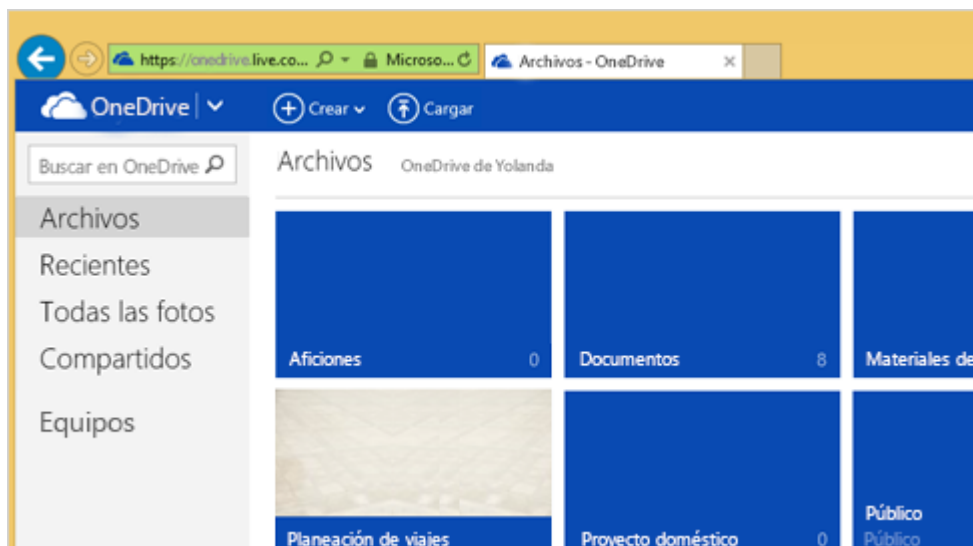 https://onedrive.live.co... Microso... Archivos - OneDrive
OneDrive Crear Cargar
Buscar en OneDrive
Archivos OneDrive de Yolanda
Archivos
Recientes
Todas las fotos
Compartidos
Equipos
Aficiones 0 Documentos 8 Materiales de
Público
Planeación de viajes Proyecto doméstico 0 Público